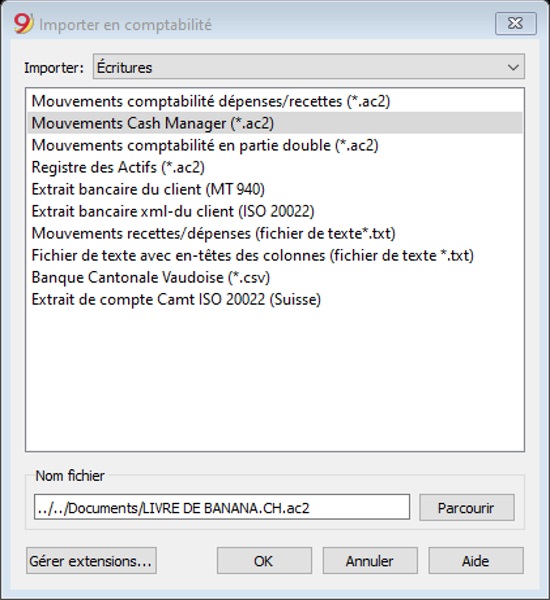 9 Importer en comptabilité
Importer: Écritures
Mouvements comptabilité dépenses/recettes (*.ac2)
Mouvements Cash Manager (*.ac2)
Mouvements comptabilité en partie double (*.ac2)
Registre des Actifs (*.ac2)
Extrait bancaire du client (MT 940)
Extrait bancaire xml-du client (ISO 20022)
Mouvements recettes/dépenses (fichier de texte*.txt)
Fichier de texte avec en-têtes des colonnes (fichier de texte *.txt)
Banque Cantonale Vaudoise (*.csv)
Extrait de compte Camt ISO 20022 (Suisse)
Nom fichier
../../Documents/LIVRE DE BANANA.CH.ac2 Parcourir
Gérer extensions... OK Annuler Aide